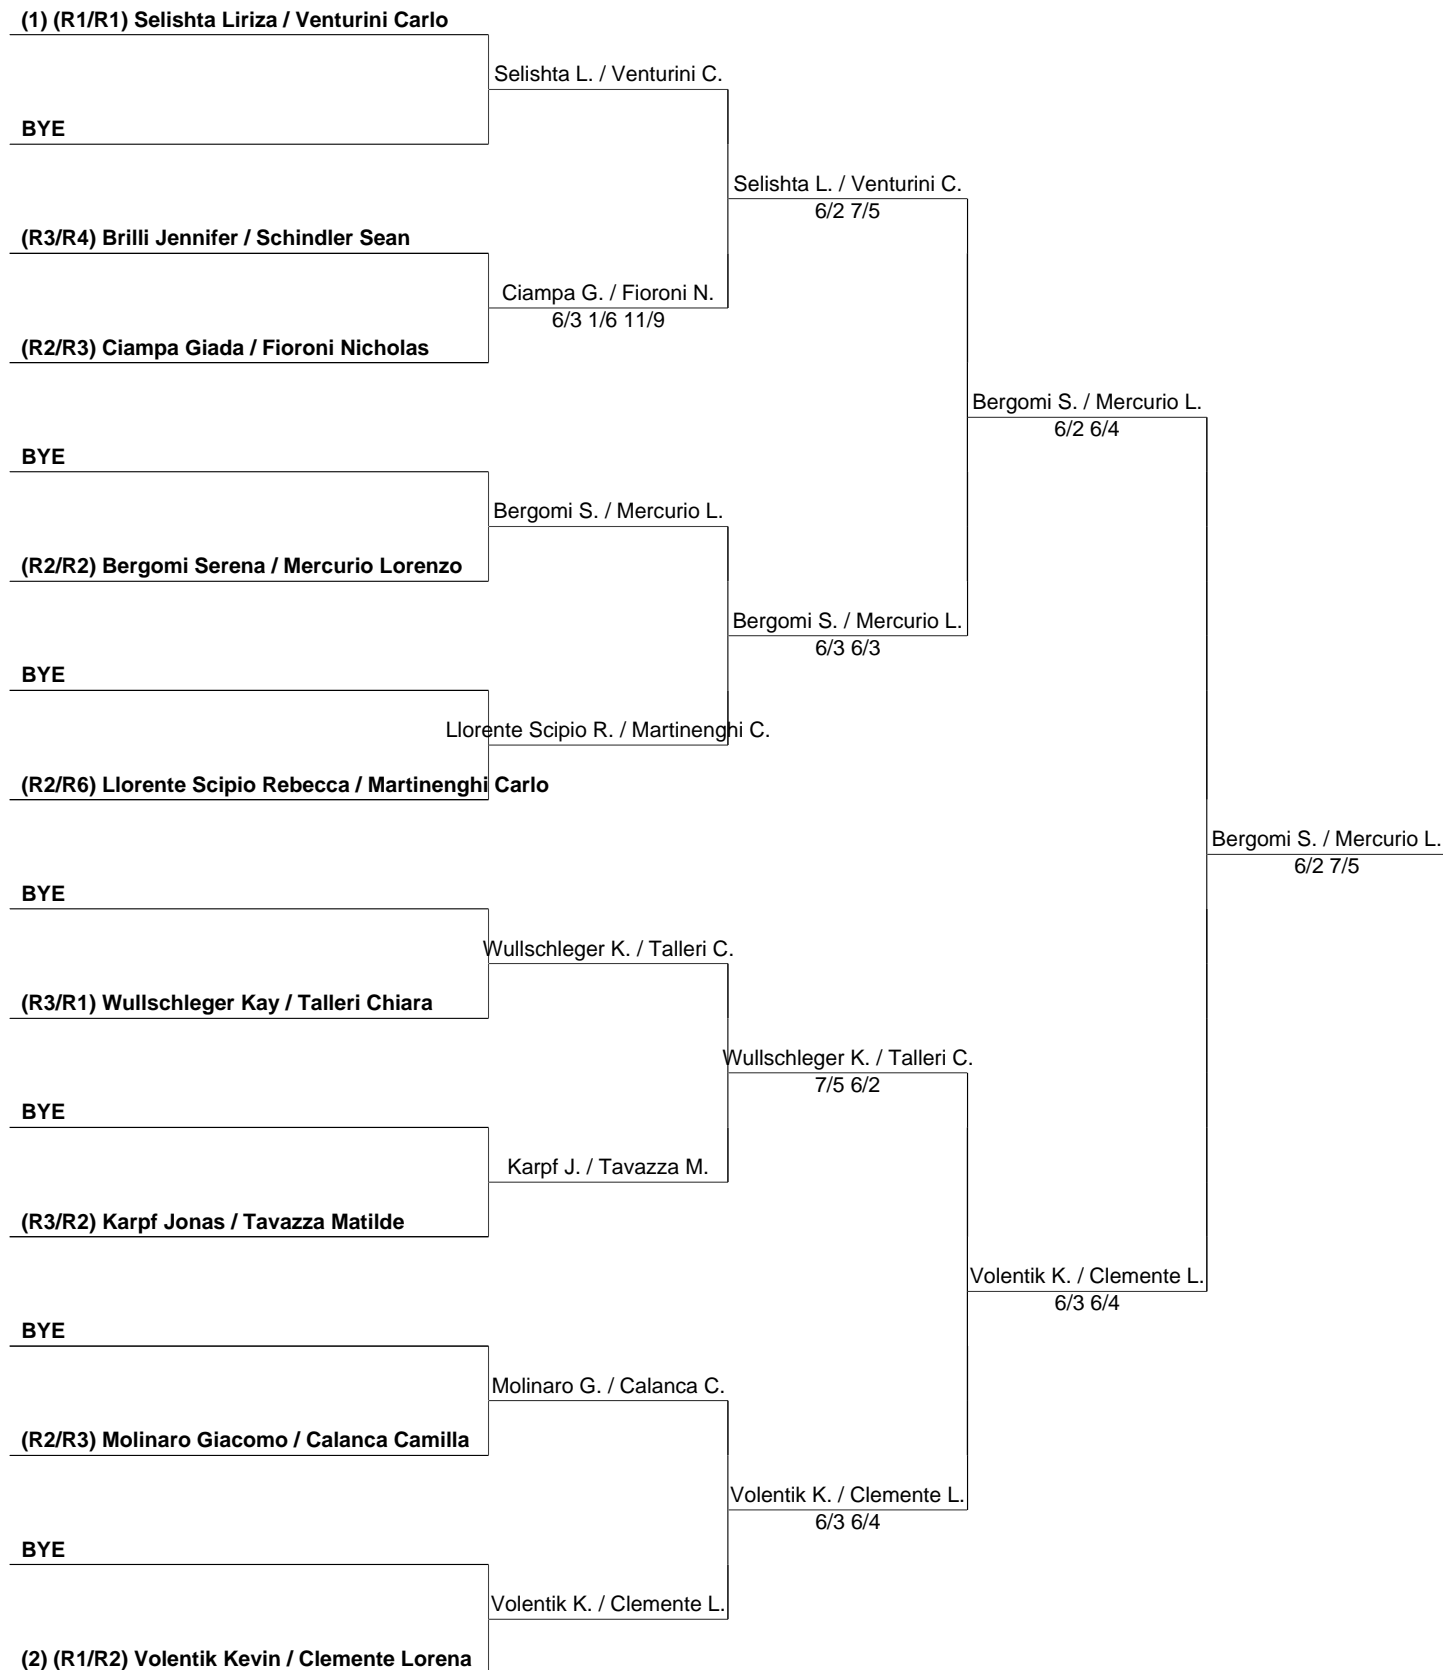 (1) (R1/R1) Selishta Liriza / Venturini Carlo
Selishta L. / Venturini C.
BYE
Selishta L. / Venturini C.
6/2 7/5
(R3/R4) Brilli Jennifer / Schindler Sean
Ciampa G. / Fioroni N.
6/3 1/6 11/9
(R2/R3) Ciampa Giada / Fioroni Nicholas
Bergomi S. / Mercurio L.
6/2 6/4
BYE
Bergomi S. / Mercurio L.
(R2/R2) Bergomi Serena / Mercurio Lorenzo
Bergomi S. / Mercurio L.
6/3 6/3
BYE
Llorente Scipio R. / Martinenghi C.
(R2/R6) Llorente Scipio Rebecca / Martinenghi Carlo
Bergomi S. / Mercurio L.
6/2 7/5
BYE
Wullschleger K. / Talleri C.
(R3/R1) Wullschleger Kay / Talleri Chiara
Wullschleger K. / Talleri C.
7/5 6/2
BYE
Karpf J. / Tavazza M.
(R3/R2) Karpf Jonas / Tavazza Matilde
Volentik K. / Clemente L.
6/3 6/4
BYE
Molinaro G. / Calanca C.
(R2/R3) Molinaro Giacomo / Calanca Camilla
Volentik K. / Clemente L.
6/3 6/4
BYE
Volentik K. / Clemente L.
(2) (R1/R2) Volentik Kevin / Clemente Lorena